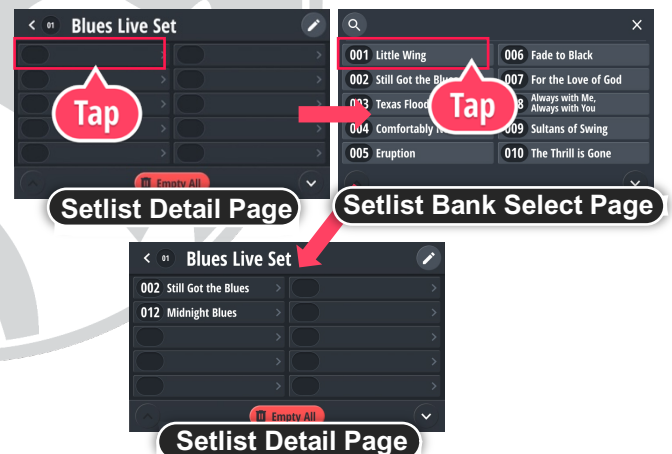 01 Blues Live Set
Tap
Empty All
Setlist Detail Page
001 Little Wing
006 Fade to Black
002 Still Got the Blues
007 For the Love of God
003 Texas Flood
Tap
8 Always with Me,
Always with You
004 Comfortably
009 Sultans of Swing
005 Eruption
010 The Thrill is Gone
Setlist Bank Select Page
01 Blues Live Set
002 Still Got the Blues
012 Midnight Blues
Empty All
Setlist Detail Page